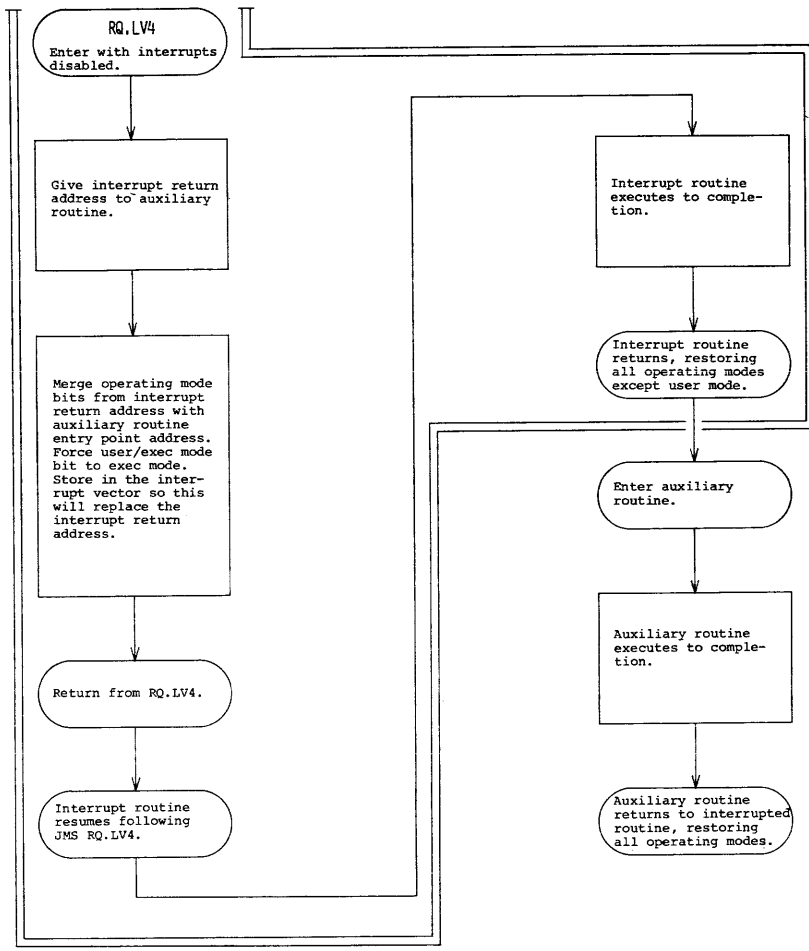 RQ.LV4
Enter with interrupts
disabled.
Give interrupt return
address to auxiliary
routine.
Merge operating mode
bits from interrupt
return address with
auxiliary routine
entry point address.
Force user/exec mode
bit to exec mode.
Store in the inter-
rupt vector so this
will replace the
interrupt return
address.
Return from RQ.LV4.
Interrupt routine
resumes following
JMS RQ.LV4.
Interrupt routine
executes to comple-
tion.
Interrupt routine
returns, restoring
all operating modes
except user mode.
Enter auxiliary
routine.
Auxiliary routine
executes to comple-
tion.
Auxiliary routine
returns to interrupted
routine, restoring
all operating modes.